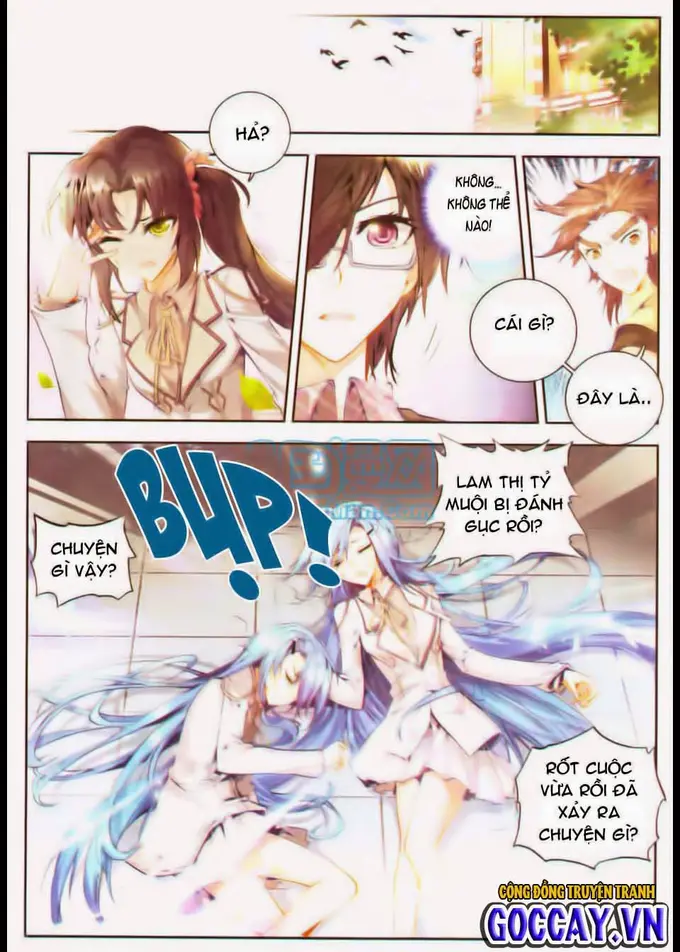 HẢ?
KHÔNG...
KHÔNG THỂ
NÀO!
CÁI GÌ?
ĐÂY LÀ..
BỤP!
LAM THỊ TỶ
MUỘI BỊ ĐÁNH
GỤC RỒI?
CHUYỆN
GÌ VẬY?
RỐT CUỘC
VỪA RỒI ĐÃ
XẢY RA
CHUYỆN GÌ?
CỘNG ĐỒNG TRUYỆN TRANH
GOCCAY.VN